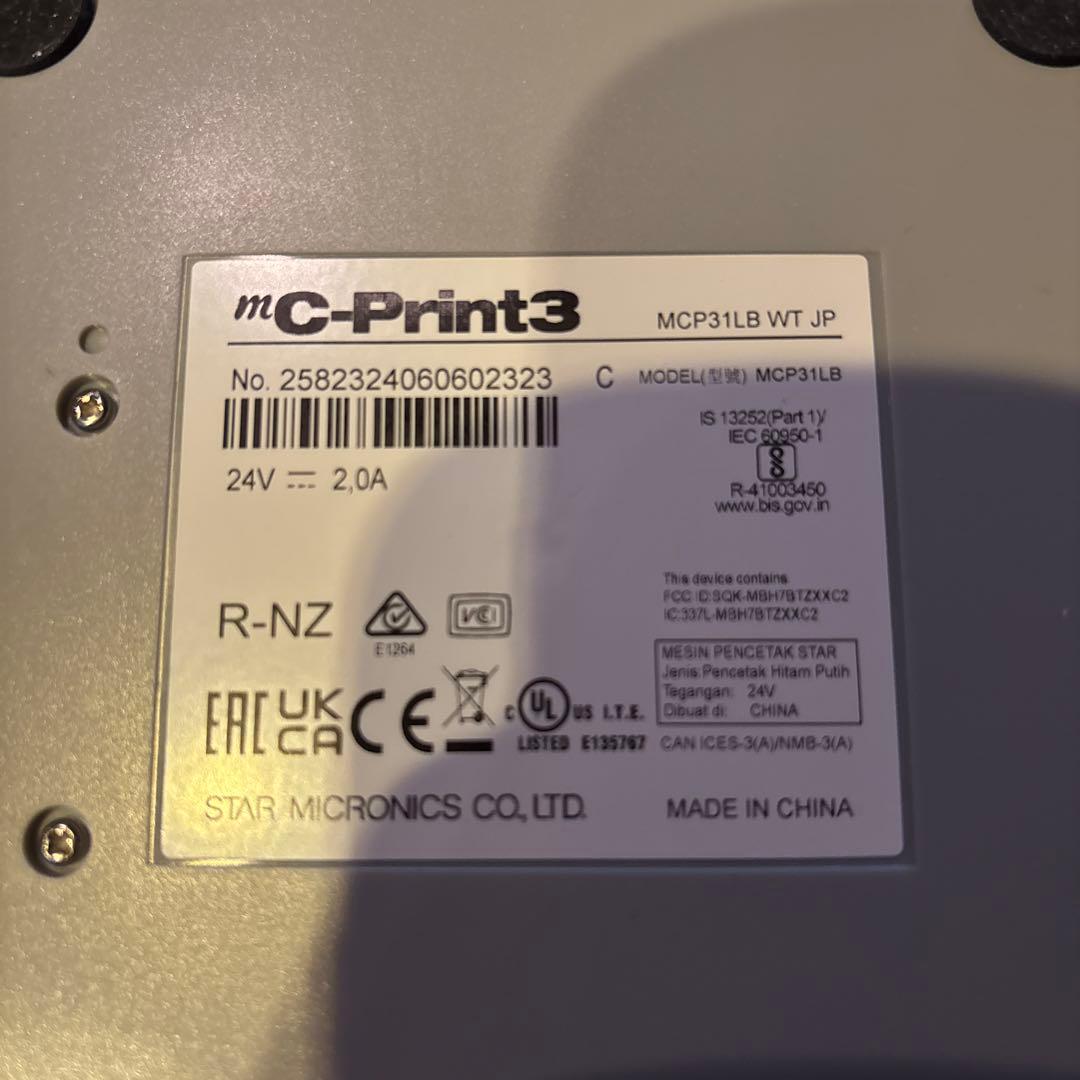 mC-Print3
MCP31LB WT JP
No. 2582324060602323 C
MODEL(型號) MCP31LB
24V ⎓ 2,0A
IS 13252(Part 1)/
IEC 60950-1
R-41003450
www.bis.gov.in
This device contains
FCC ID:SQK-MBH7BTZXXC2
IC:337L-MBH7BTZXXC2
R-NZ
E1264
VCI
MESIN PENCETAK STAR
Jenis:Pencetak Hitam Putih
Tegangan: 24V
Dibuat di: CHINA
EAC UK CA CE
c UL US I.T.E.
LISTED E135767
CAN ICES-3(A)/NMB-3(A)
STAR MICRONICS CO.,LTD.
MADE IN CHINA